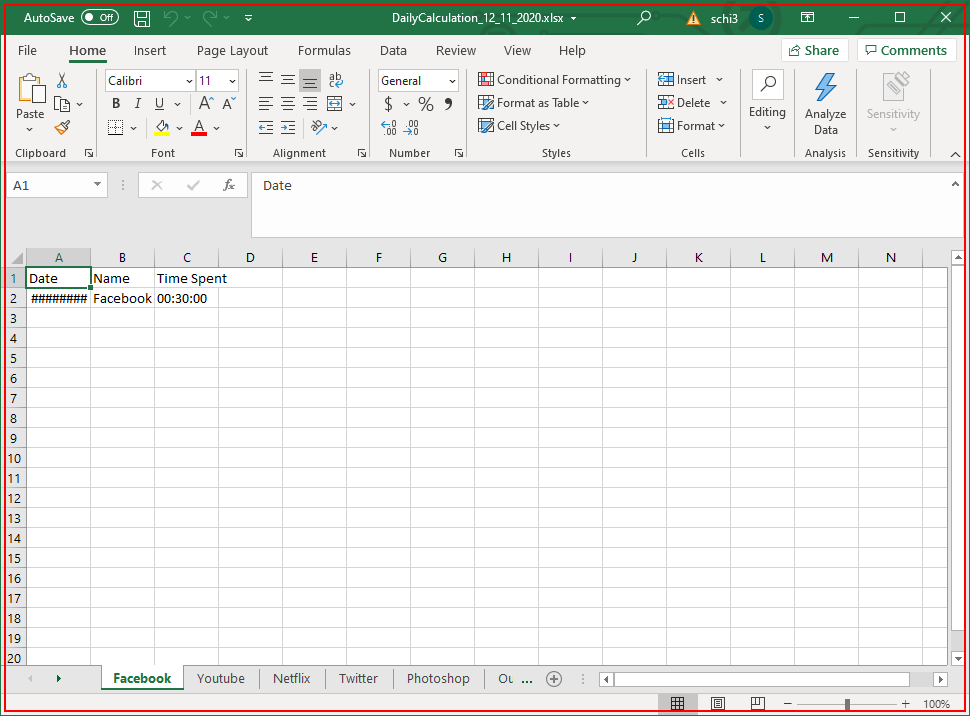 AutoSave Off DailyCalculation_12_11_2020.xlsx schi3 S
File Home Insert Page Layout Formulas Data Review View Help Share Comments
Calibri 11 ab General Conditional Formatting Insert
Paste B I U A A $ % 9 Format as Table Delete Editing Analyze Data Sensitivity
A Cell Styles Format
Clipboard Font Alignment Number Styles Cells Analysis Sensitivity
A1 fx Date
A B C D E F G H I J K L M N
1 Date Name Time Spent
2 ######## Facebook 00:30:00
3
4
5
6
7
8
9
10
11
12
13
14
15
16
17
18
19
20
Facebook Youtube Netflix Twitter Photoshop Ou ...
100%